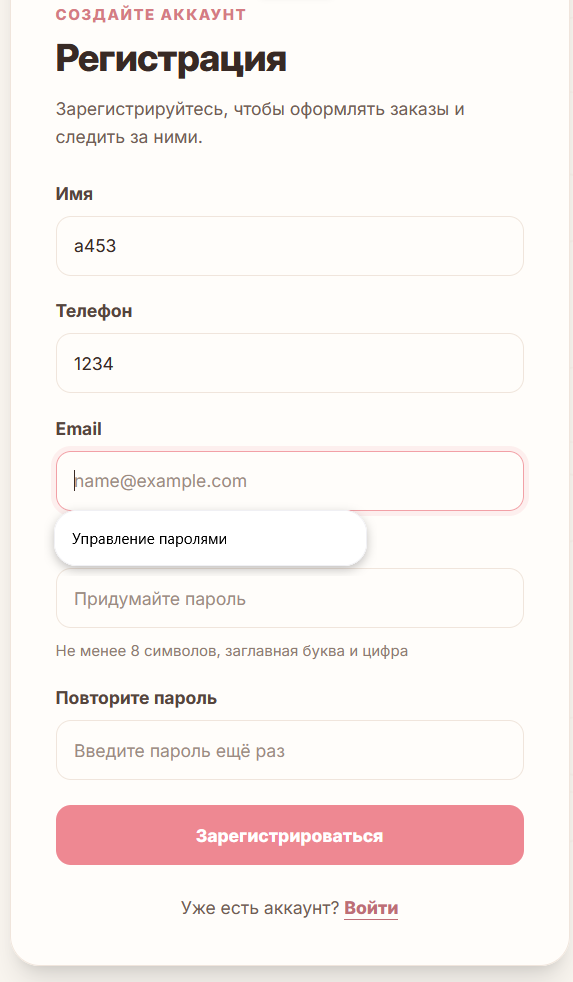 СОЗДАЙТЕ АККАУНТ
Регистрация
Зарегистрируйтесь, чтобы оформлять заказы и
следить за ними.
Имя
a453
Телефон
1234
Email
name@example.com
Управление паролями
Придумайте пароль
Не менее 8 символов, заглавная буква и цифра
Повторите пароль
Введите пароль ещё раз
Зарегистрироваться
Уже есть аккаунт? Войти